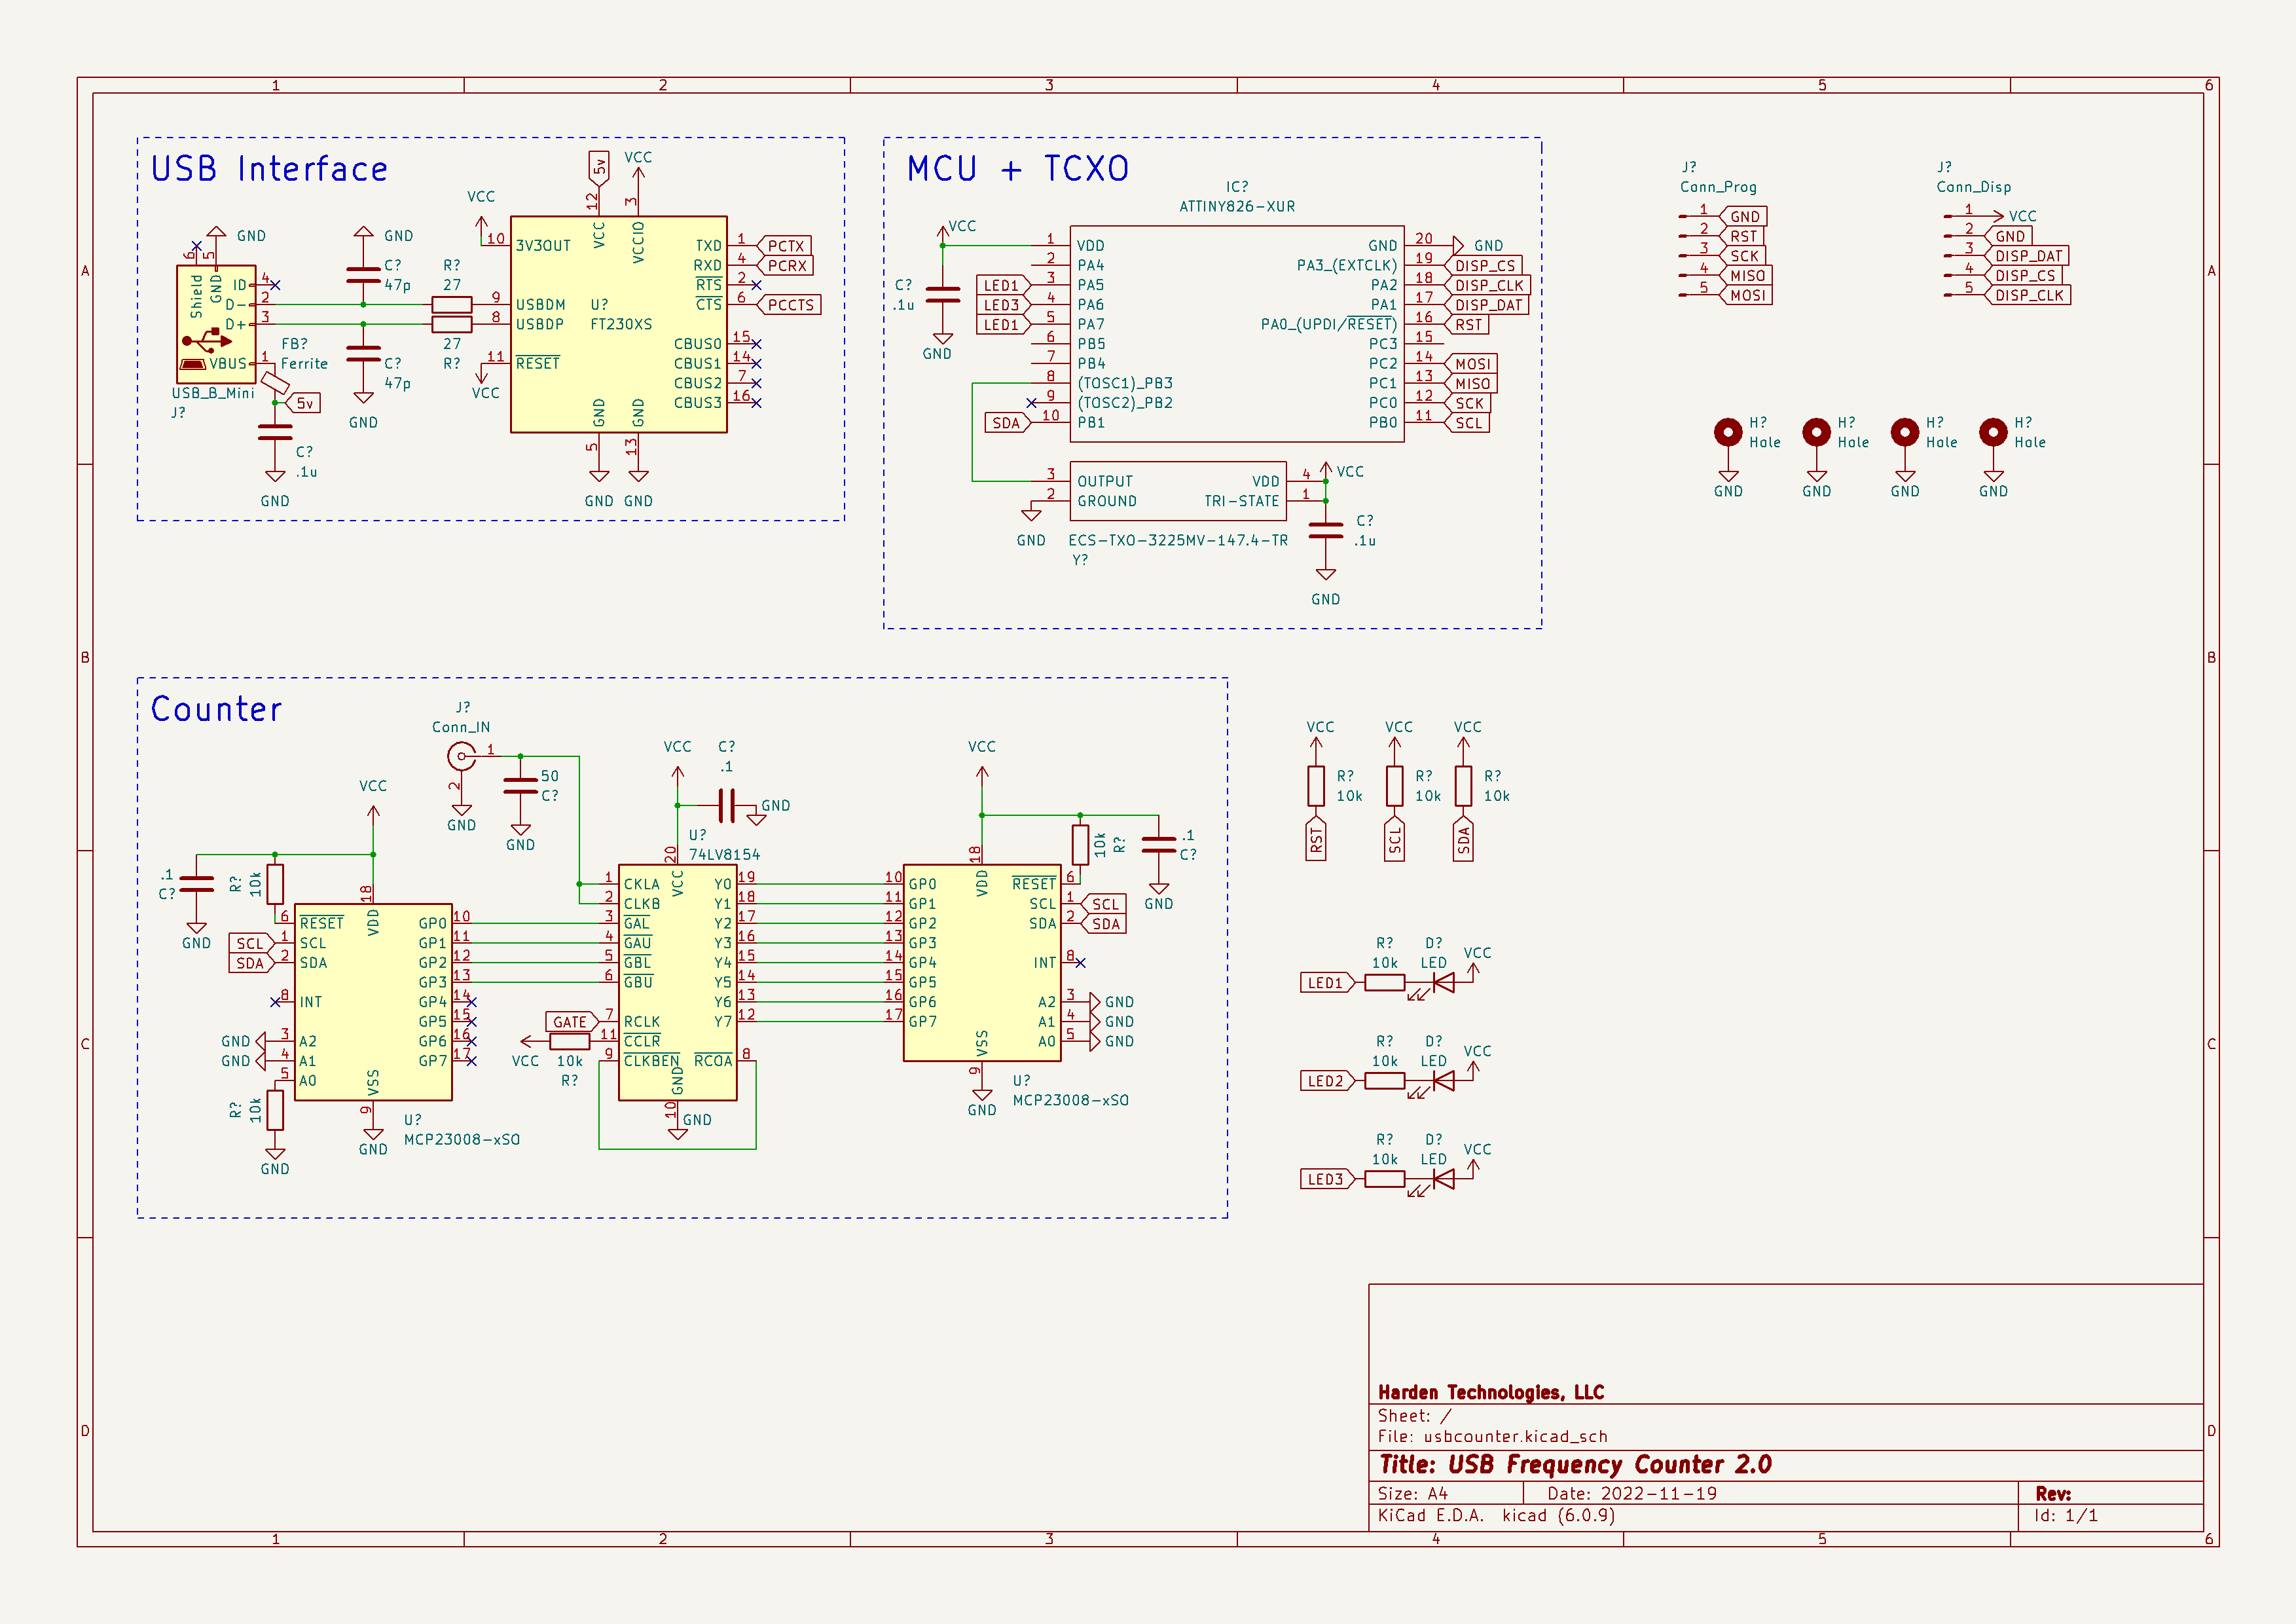 1 2 3 4 5 6
A
B
C
D
A
B
C
D
1 2 3 4 5 6
USB Interface
GND
6
5
Shield
GND
ID
4
D-
2
D+
3
VBUS
1
USB_B_Mini
J?
FB?
Ferrite
5v
C?
.1u
GND
GND
C?
47p
C?
47p
GND
R?
27
27
R?
VCC
10
3V3OUT
9
USBDM
8
USBDP
11
RESET
VCC
5v
12
VCC
VCC
3
VCCIO
U?
FT230XS
TXD
1
PCTX
RXD
4
PCRX
RTS
2
CTS
6
PCCTS
CBUS0
15
CBUS1
14
CBUS2
7
CBUS3
16
GND
5
GND
GND
13
GND
MCU + TCXO
IC?
ATTINY826-XUR
VCC
C?
.1u
GND
1 VDD
2 PA4
LED1 3 PA5
LED3 4 PA6
LED1 5 PA7
6 PB5
7 PB4
8 (TOSC1)_PB3
9 (TOSC2)_PB2
SDA 10 PB1
GND 20 GND
PA3_(EXTCLK) 19 DISP_CS
PA2 18 DISP_CLK
PA1 17 DISP_DAT
PA0_(UPDI/RESET) 16 RST
PC3 15
PC2 14 MOSI
PC1 13 MISO
PC0 12 SCK
PB0 11 SCL
3 OUTPUT
2 GROUND
GND
VDD 4
TRI-STATE 1
VCC
C?
.1u
GND
ECS-TXO-3225MV-147.4-TR
Y?
J?
Conn_Prog
1 GND
2 RST
3 SCK
4 MISO
5 MOSI
J?
Conn_Disp
1 VCC
2 GND
3 DISP_DAT
4 DISP_CS
5 DISP_CLK
H?
Hole
GND
H?
Hole
GND
H?
Hole
GND
H?
Hole
GND
Counter
J?
Conn_IN
1
2
GND
50
C?
GND
VCC
.1
C?
GND
R?
10k
18
VDD
6 RESET
SCL 1 SCL
SDA 2 SDA
8 INT
GND 3 A2
GND 4 A1
5 A0
R?
10k
GND
VSS
9
GND
U?
MCP23008-xSO
GP0 10
GP1 11
GP2 12
GP3 13
GP4 14
GP5 15
GP6 16
GP7 17
VCC
C?
.1
GND
U?
74LV8154
20
VCC
1 CKLA
2 CLKB
3 GAL
4 GAU
5 GBL
6 GBU
GATE 7 RCLK
11 CCLR
9 CLKBEN
VCC
10k
R?
Y0 19
Y1 18
Y2 17
Y3 16
Y4 15
Y5 14
Y6 13
Y7 12
RCOA 8
GND
10
GND
VCC
18
VDD
10 GP0
11 GP1
12 GP2
13 GP3
14 GP4
15 GP5
16 GP6
17 GP7
10k
R?
.1
C?
GND
RESET 6
SCL 1 SCL
SDA 2 SDA
INT 8
A2 3 GND
A1 4 GND
A0 5 GND
VSS
9
GND
U?
MCP23008-xSO
VCC
R?
10k
RST
VCC
R?
10k
SCL
VCC
R?
10k
SDA
R? D? VCC
10k LED
LED1
R? D? VCC
10k LED
LED2
R? D? VCC
10k LED
LED3
Harden Technologies, LLC
Sheet: /
File: usbcounter.kicad_sch
Title: USB Frequency Counter 2.0
Size: A4 Date: 2022-11-19 Rev:
KiCad E.D.A. kicad (6.0.9) Id: 1/1